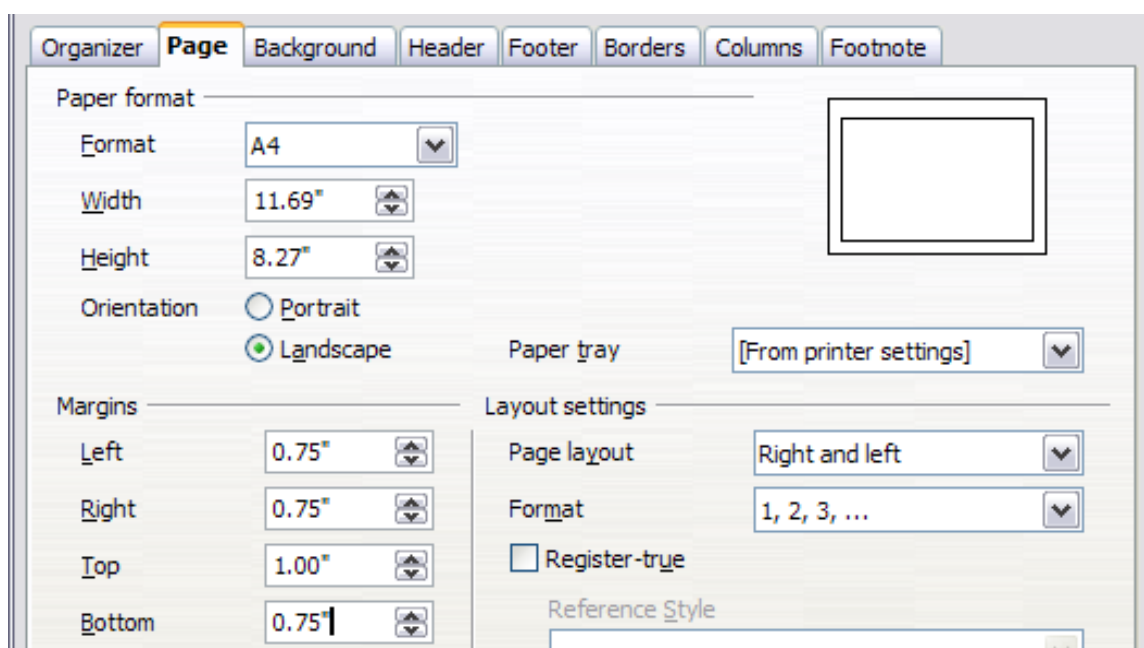 Organizer Page Background Header Footer Borders Columns Footnote
Paper format
Format A4
Width 11.69"
Height 8.27"
Orientation Portrait
Landscape Paper tray [From printer settings]
Margins Layout settings
Left 0.75" Page layout Right and left
Right 0.75" Format 1, 2, 3, ...
Top 1.00" Register-true
Reference Style
Bottom 0.75"